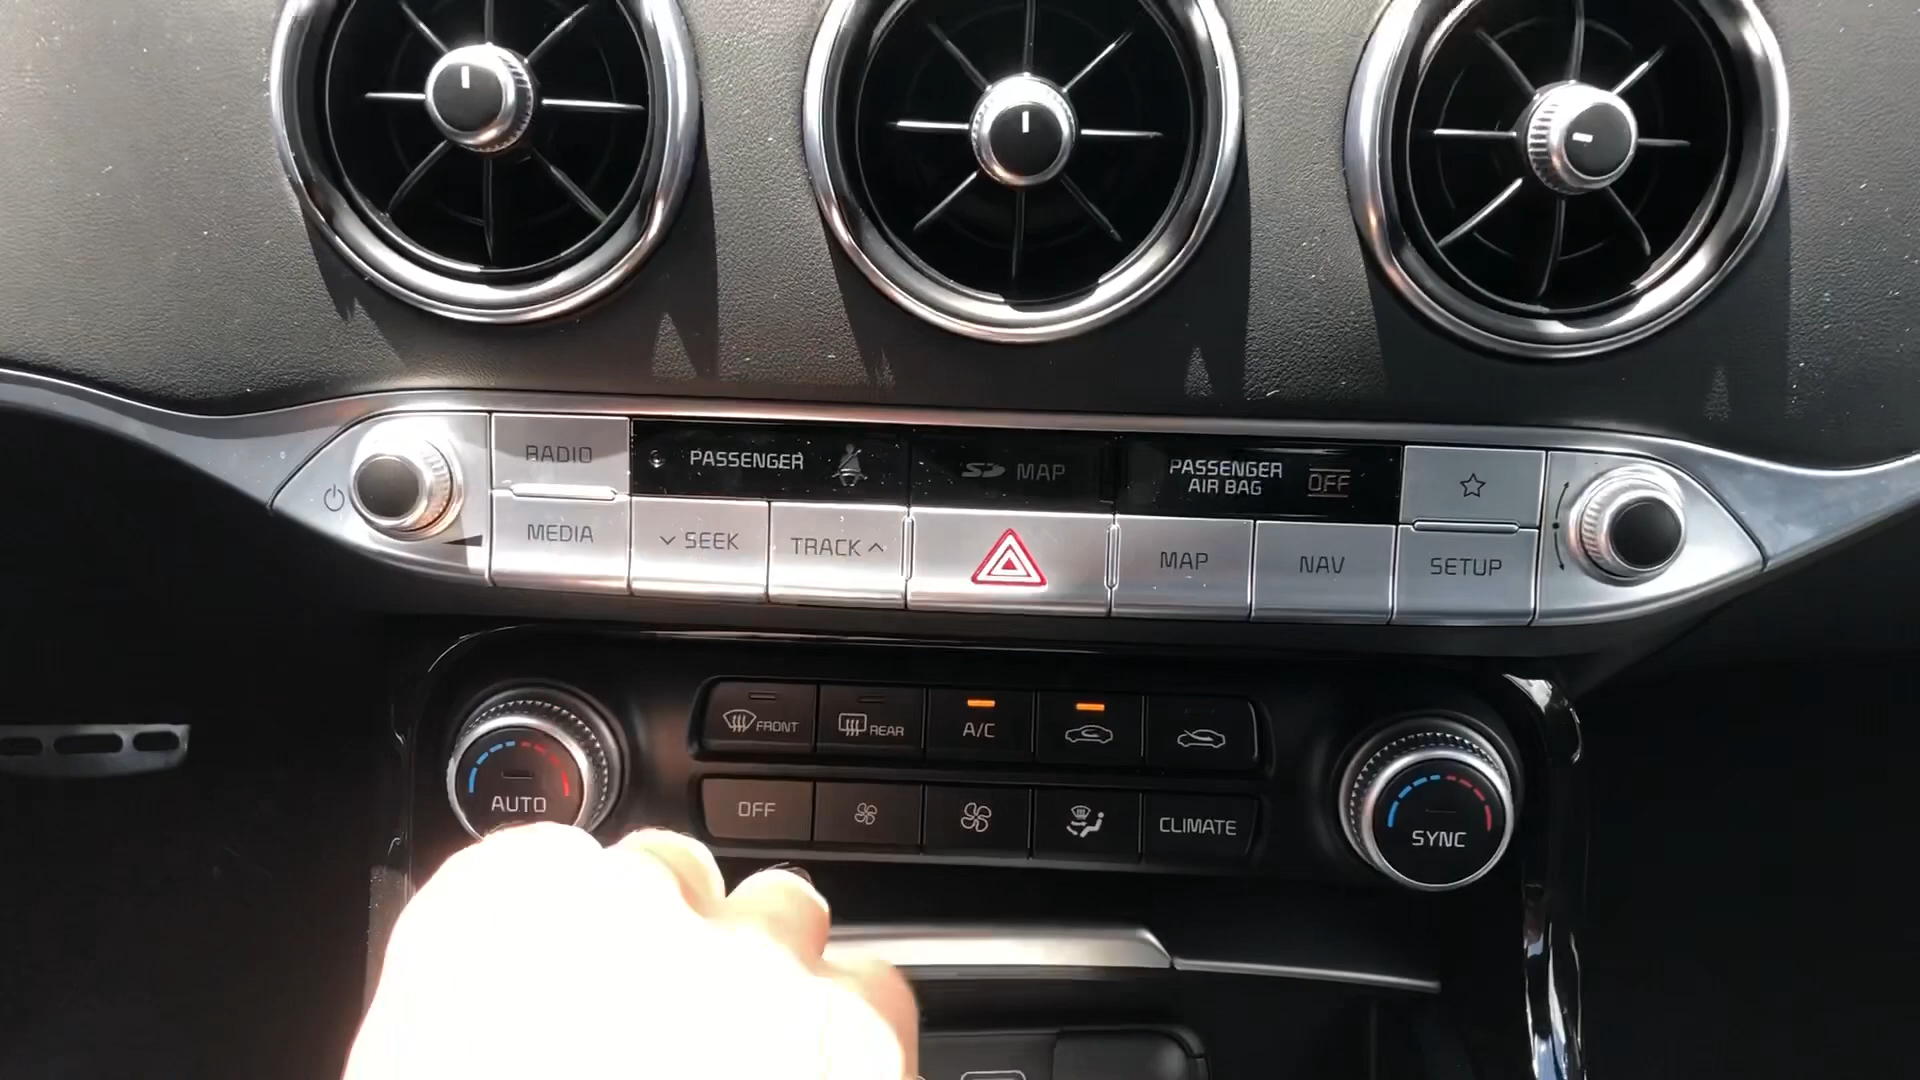 RADIO
PASSENGER
SD MAP
PASSENGER
AIR BAG OFF
MEDIA
SEEK
TRACK
MAP
NAV
SETUP
FRONT
REAR
A/C
AUTO
OFF
CLIMATE
SYNC